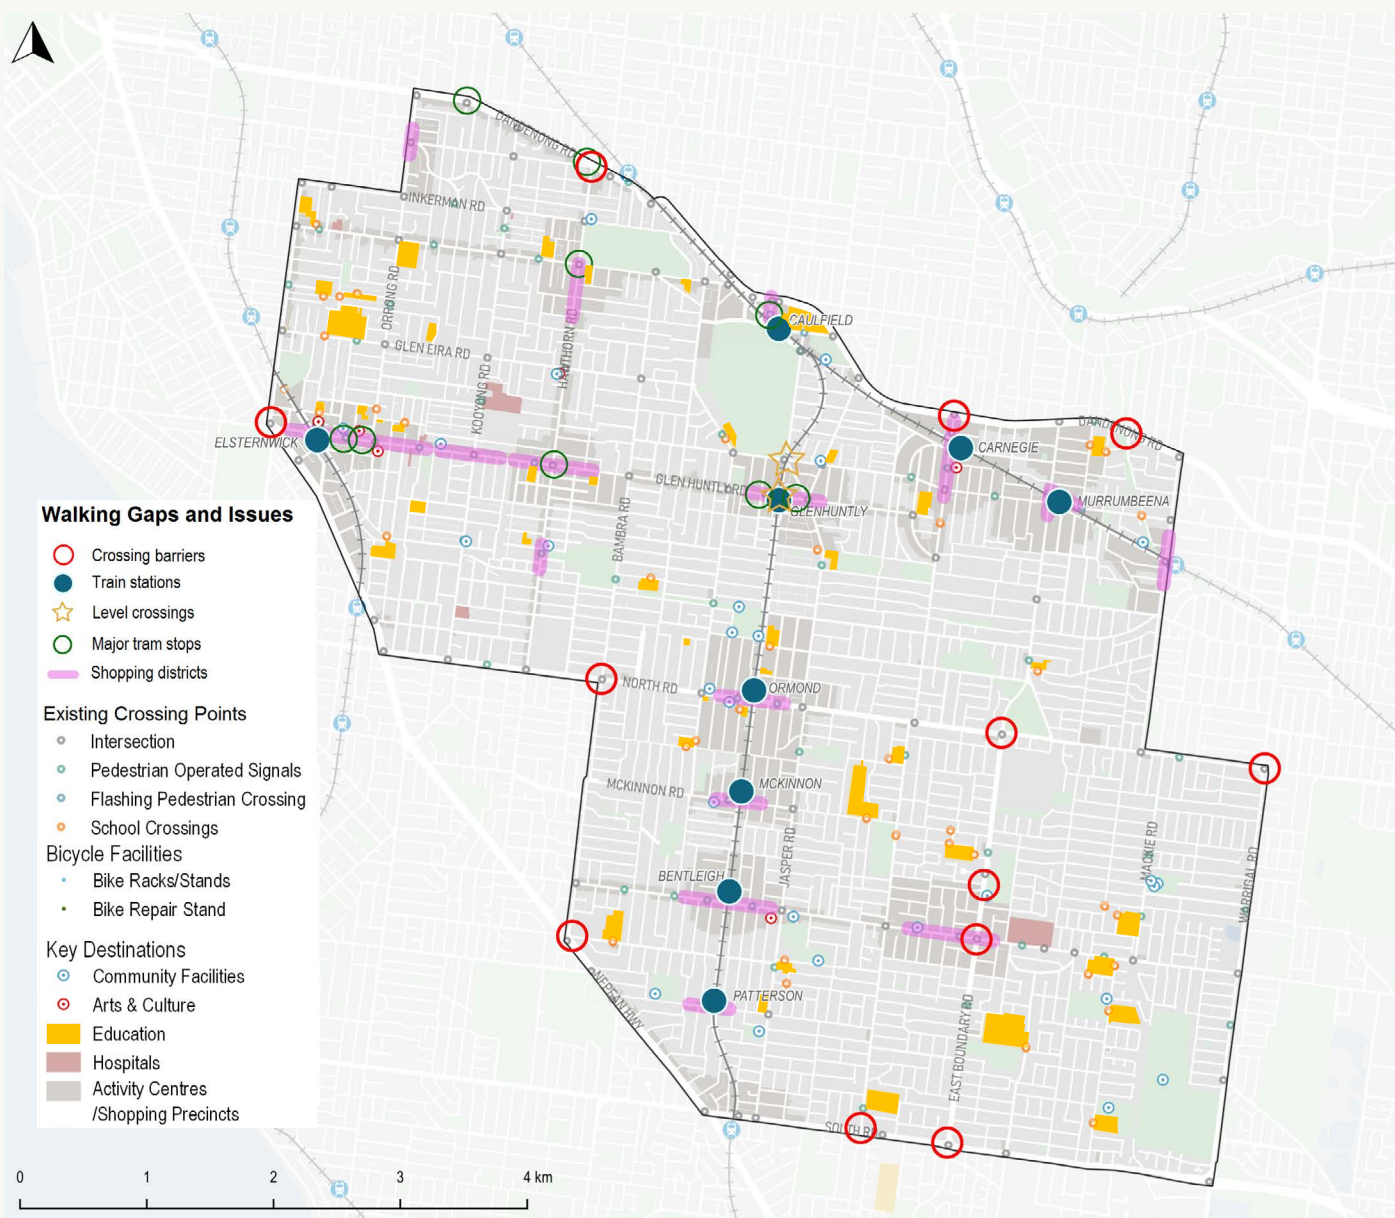 DANDENONG RD
INKERMAN RD
ORRONG RD
HAWTHORN RD
CAULFIELD
GLEN EIRA RD
KOOYONG RD
DANDENONG RD
ELSTERNWICK
CARNEGIE
GLEN HUNTLY RD
MURRUMBEENA
GLENHUNTLY
BAMBRA RD
Walking Gaps and Issues
Crossing barriers
Train stations
Level crossings
Major tram stops
Shopping districts
Existing Crossing Points
Intersection
Pedestrian Operated Signals
Flashing Pedestrian Crossing
School Crossings
Bicycle Facilities
Bike Racks/Stands
Bike Repair Stand
Key Destinations
Community Facilities
Arts & Culture
Education
Hospitals
Activity Centres
/Shopping Precincts
NORTH RD
ORMOND
MCKINNON RD
MCKINNON
JASPER RD
MACKIE RD
WARRIGAL RD
BENTLEIGH
NEPEAN HWY
PATTERSON
EAST BOUNDARY RD
SOUTH RD
0 1 2 3 4 km